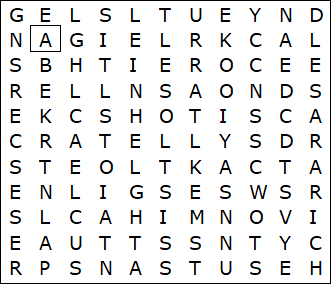 G E L S L T U E Y N D
N A G I E L R K C A L
S B H T I E R O C E E
R E L L N S A O N D S
E K C S H O T I S C A
C R A T E L L Y S D R
S T E O L T K A C T A
E N L I G S E S W S R
S L C A H I M N O V I
E A U T T S S N T Y C
R P S N A S T U S E H